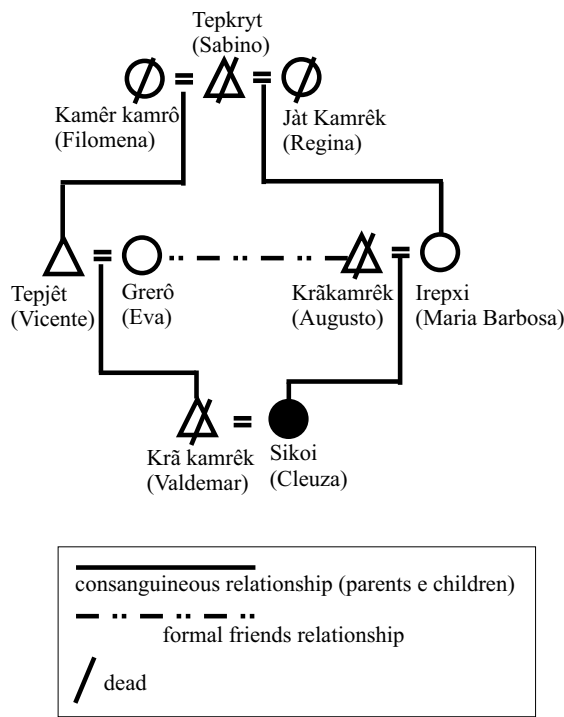 Tepkryt
(Sabino)
Kamêr kamrô
(Filomena)
Jàt Kamrêk
(Regina)
Tepjêt
(Vicente)
Grerô
(Eva)
Krãkamrêk
(Augusto)
Irepxi
(Maria Barbosa)
Krã kamrêk
(Valdemar)
Sikoi
(Cleuza)
consanguineous relationship (parents e children)
formal friends relationship
dead